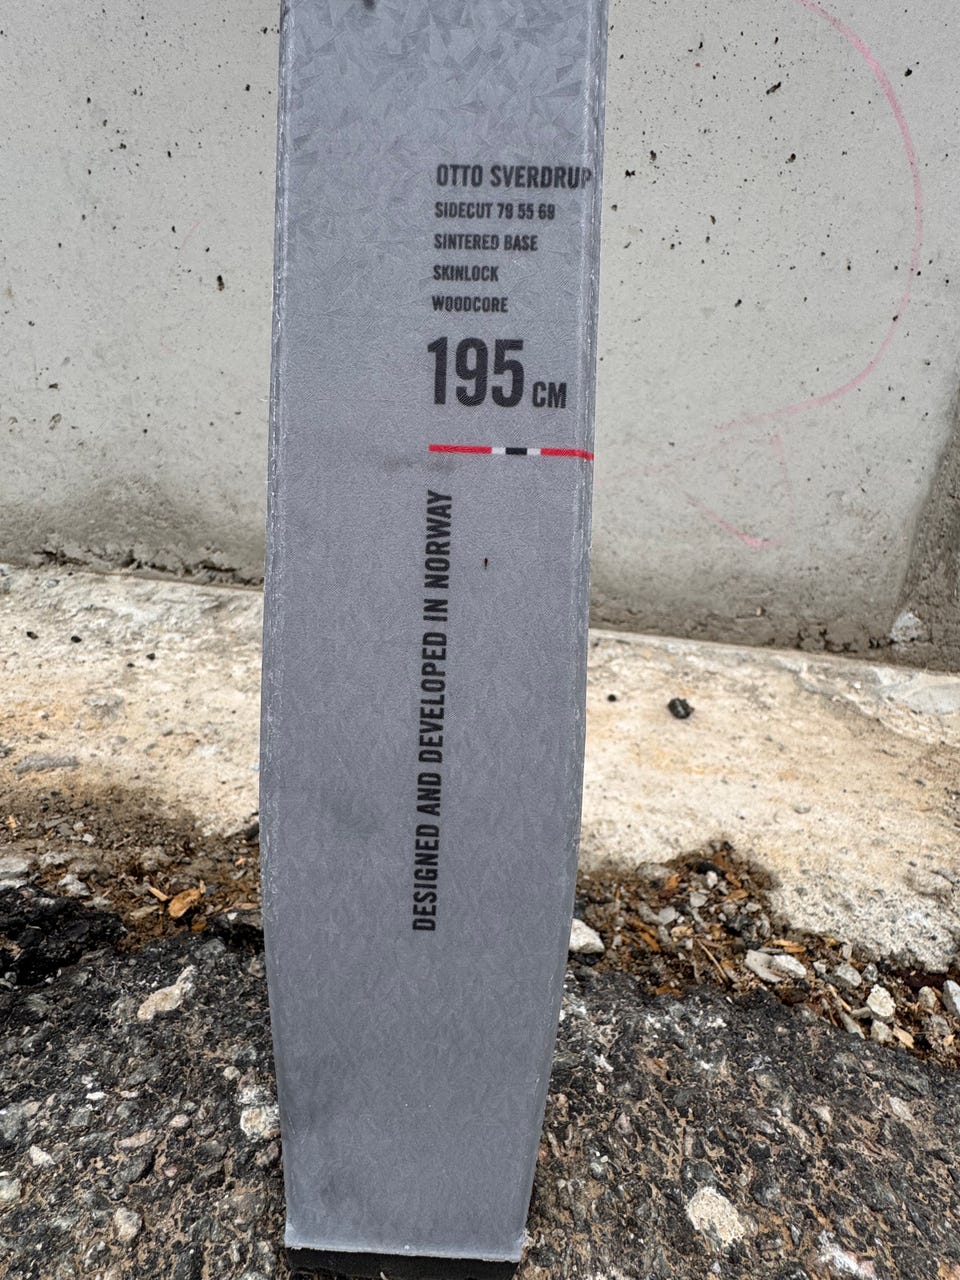 OTTO SVERDRUP
SIDECUT 79 55 69
SINTERED BASE
SKINLOCK
WOODCORE
195 CM
DESIGNED AND DEVELOPED IN NORWAY